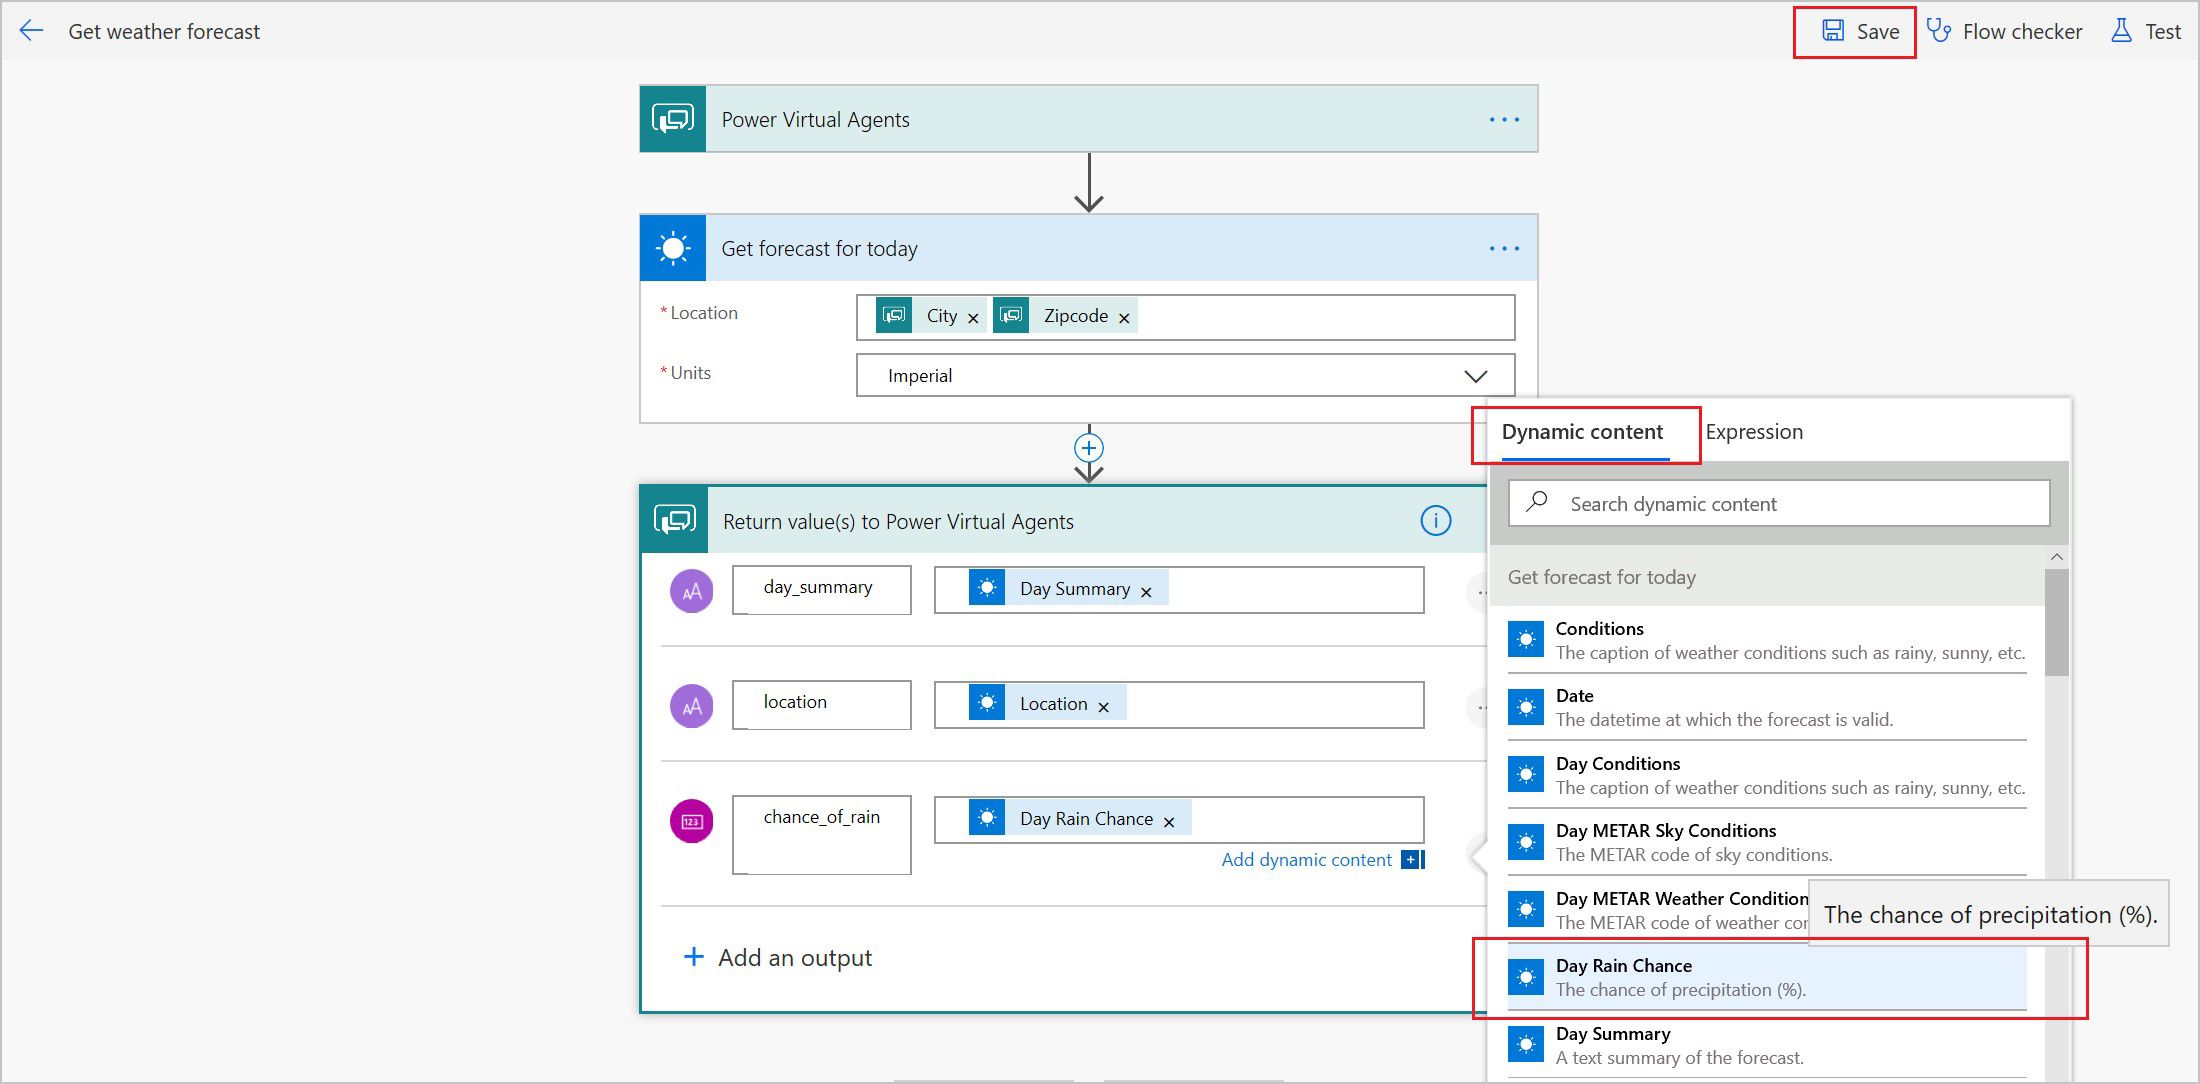 Get weather forecast
Save
Flow checker
Test
Power Virtual Agents
Get forecast for today
* Location
City
Zipcode
* Units
Imperial
Dynamic content
Expression
Search dynamic content
Return value(s) to Power Virtual Agents
day_summary
Day Summary
location
Location
123
chance_of_rain
Day Rain Chance
Add dynamic content
Add an output
Get forecast for today
Conditions
The caption of weather conditions such as rainy, sunny, etc.
Date
The datetime at which the forecast is valid.
Day Conditions
The caption of weather conditions such as rainy, sunny, etc.
Day METAR Sky Conditions
The METAR code of sky conditions.
Day METAR Weather Condition
The METAR code of weather
The chance of precipitation (%).
Day Rain Chance
The chance of precipitation (%).
Day Summary
A text summary of the forecast.